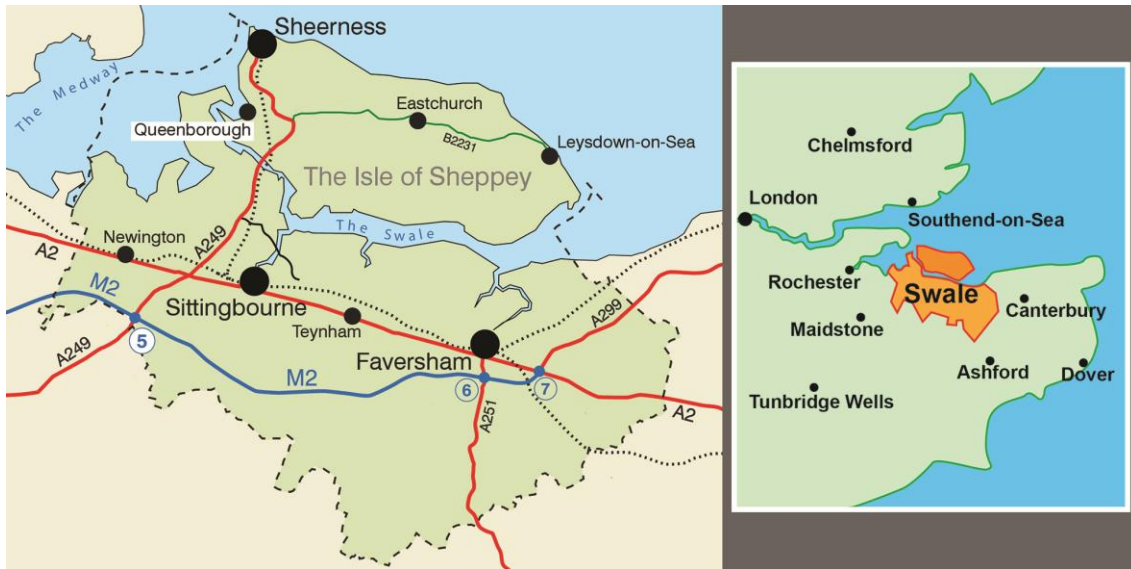 Sheerness
The Medway
Queenborough
Eastchurch
B2231
Leysdown-on-Sea
The Isle of Sheppey
The Swale
Newington
A249
A2
M2
Sittingbourne
Teynham
A299
5
A249
Faversham
M2
6
7
A251
A2
Chelmsford
London
Southend-on-Sea
Rochester
Swale
Canterbury
Maidstone
Ashford
Dover
Tunbridge Wells